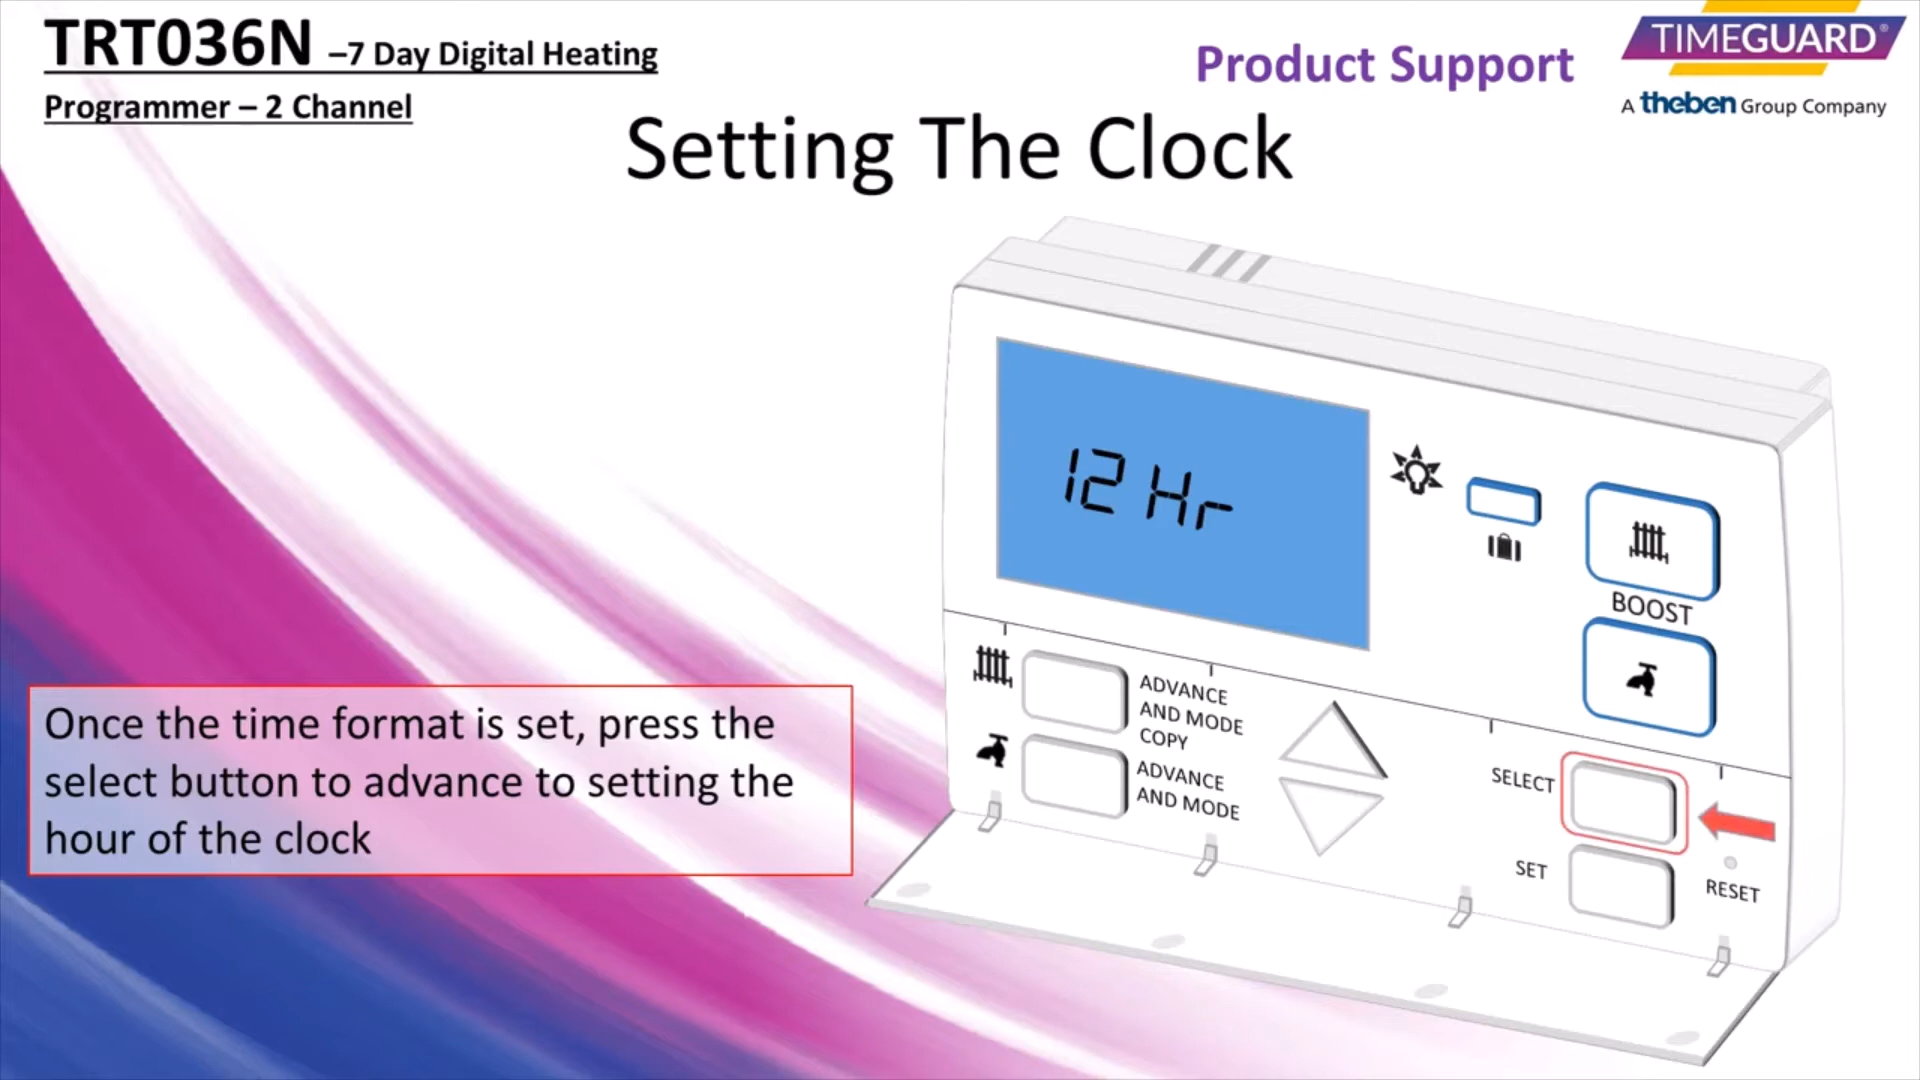 TRT036N –7 Day Digital Heating
Programmer – 2 Channel
Product Support
TIMEGUARD®
A theben Group Company
Setting The Clock
12 Hr
BOOST
ADVANCE
AND MODE
COPY
ADVANCE
AND MODE
SELECT
SET
RESET
Once the time format is set, press the
select button to advance to setting the
hour of the clock